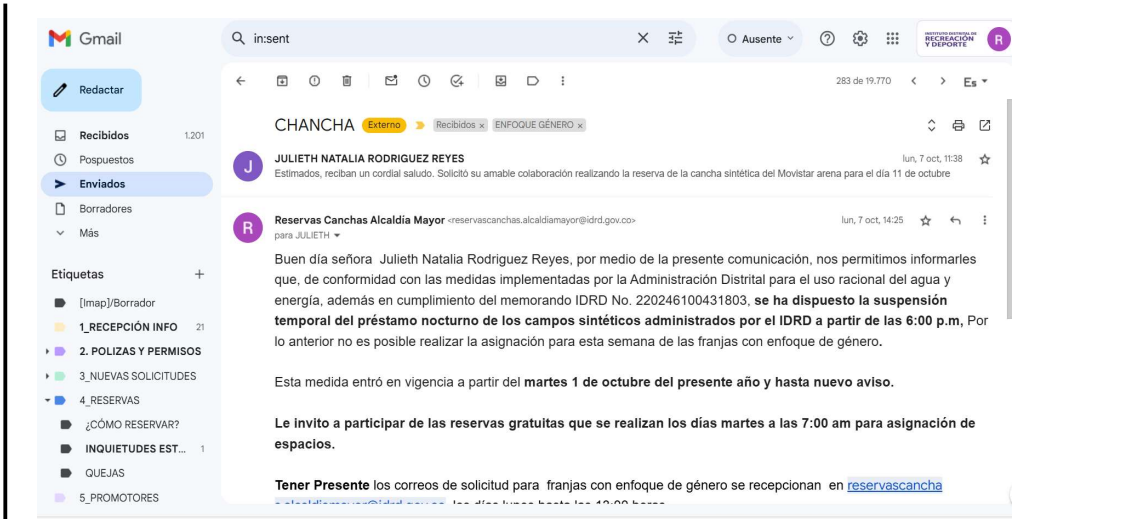 Gmail
in:sent
Ausente
INSTITUTO DISTRITAL DE
RECREACIÓN
Y DEPORTE
R
Redactar
283 de 19.770
Es
Recibidos 1.201
Pospuestos
Enviados
Borradores
Más
Etiquetas +
[Imap]/Borrador
1_RECEPCIÓN INFO 21
2. POLIZAS Y PERMISOS
3_NUEVAS SOLICITUDES
4_RESERVAS
¿CÓMO RESERVAR?
INQUIETUDES EST... 1
QUEJAS
5_PROMOTORES
CHANCHA Externo Recibidos x ENFOQUE GÉNERO x
J
JULIETH NATALIA RODRIGUEZ REYES lun, 7 oct, 11:38
Estimados, reciban un cordial saludo. Solicitó su amable colaboración realizando la reserva de la cancha sintética del Movistar arena para el día 11 de octubre
R
Reservas Canchas Alcaldía Mayor <reservascanchas.alcaldiamayor@idrd.gov.co> lun, 7 oct, 14:25
para JULIETH
Buen día señora Julieth Natalia Rodriguez Reyes, por medio de la presente comunicación, nos permitimos informarles
que, de conformidad con las medidas implementadas por la Administración Distrital para el uso racional del agua y
energía, además en cumplimiento del memorando IDRD No. 220246100431803, se ha dispuesto la suspensión
temporal del préstamo nocturno de los campos sintéticos administrados por el IDRD a partir de las 6:00 p.m, Por
lo anterior no es posible realizar la asignación para esta semana de las franjas con enfoque de género.
Esta medida entró en vigencia a partir del martes 1 de octubre del presente año y hasta nuevo aviso.
Le invito a participar de las reservas gratuitas que se realizan los días martes a las 7:00 am para asignación de
espacios.
Tener Presente los correos de solicitud para franjas con enfoque de género se recepcionan en reservascancha